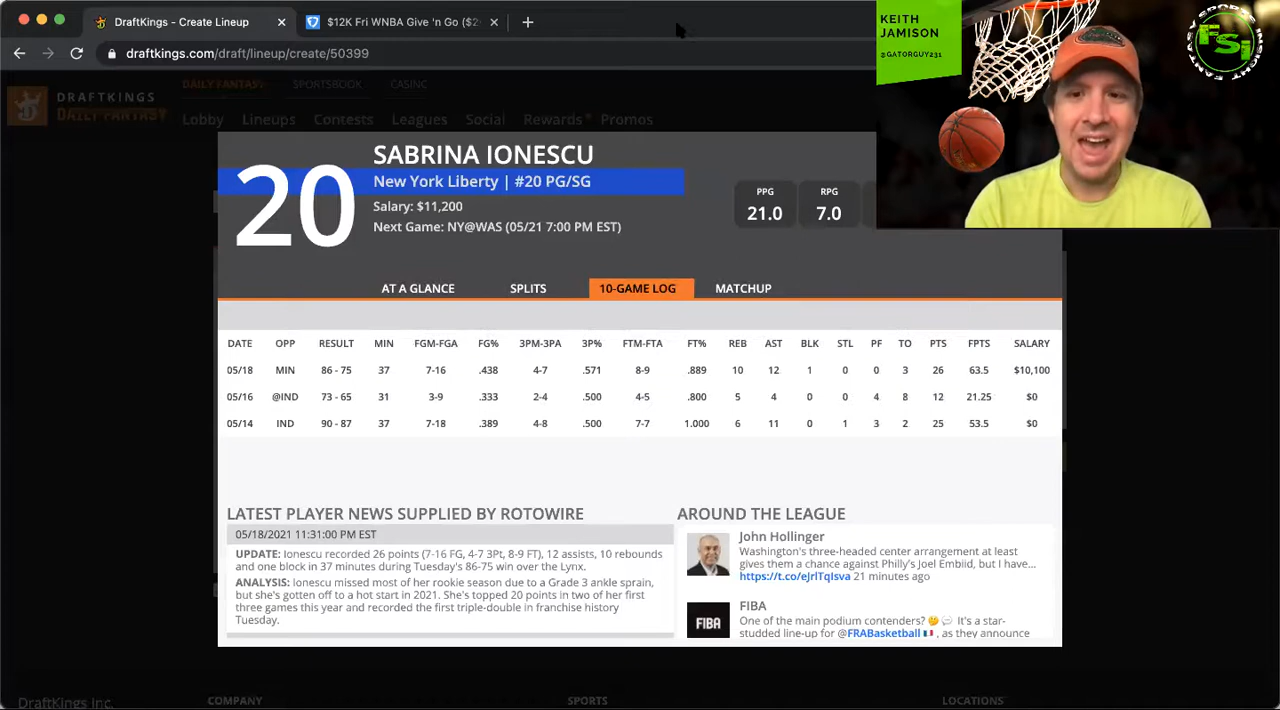 DraftKings - Create Lineup
$12K Fri WNBA Give 'n Go ($2
draftkings.com/draft/lineup/create/50399
KEITH
JAMISON
@GATORGUY231
FSI
DAILY FANTASY SPORTSBOOK CASINO
DRAFTKINGS
DAILY FANTASY
Lobby Lineups Contests Leagues Social Rewards Promos
20
SABRINA IONESCU
New York Liberty | #20 PG/SG
Salary: $11,200
Next Game: NY@WAS (05/21 7:00 PM EST)
PPG RPG
21.0 7.0
AT A GLANCE SPLITS 10-GAME LOG MATCHUP
DATE OPP RESULT MIN FGM-FGA FG% 3PM-3PA 3P% FTM-FTA FT% REB AST BLK STL PF TO PTS FPTS SALARY
05/18 MIN 86 - 75 37 7-16 .438 4-7 .571 8-9 .889 10 12 1 0 0 3 26 63.5 $10,100
05/16 @IND 73 - 65 31 3-9 .333 2-4 .500 4-5 .800 5 4 0 0 4 8 12 21.25 $0
05/14 IND 90 - 87 37 7-18 .389 4-8 .500 7-7 1.000 6 11 0 1 3 2 25 53.5 $0
LATEST PLAYER NEWS SUPPLIED BY ROTOWIRE
05/18/2021 11:31:00 PM EST
UPDATE: Ionescu recorded 26 points (7-16 FG, 4-7 3Pt, 8-9 FT), 12 assists, 10 rebounds
and one block in 37 minutes during Tuesday's 86-75 win over the Lynx.
ANALYSIS: Ionescu missed most of her rookie season due to a Grade 3 ankle sprain,
but she's gotten off to a hot start in 2021. She's topped 20 points in two of her first
three games this year and recorded the first triple-double in franchise history
Tuesday.
AROUND THE LEAGUE
John Hollinger
Washington's three-headed center arrangement at least
gives them a chance against Philly's Joel Embiid, but I have...
https://t.co/eJrlTqIsva 21 minutes ago
FIBA
FIBA
One of the main podium contenders? 🤔 💬 It's a star-
studded line-up for @FRABasketball 🇫🇷, as they announce
DraftKings Inc. COMPANY SPORTS LOCATIONS